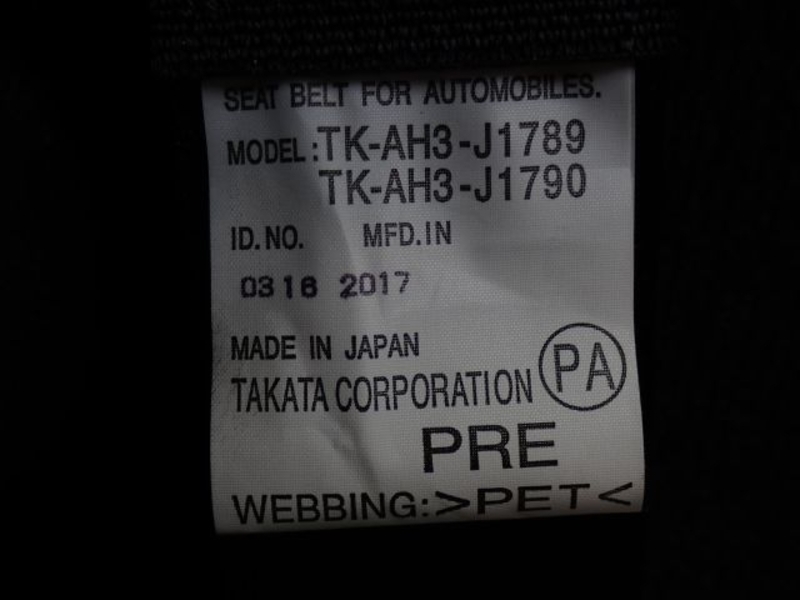 SEAT BELT FOR AUTOMOBILES.
MODEL: TK-AH3-J1789
TK-AH3-J1790
ID.NO. MFD.IN
0316 2017
MADE IN JAPAN
TAKATA CORPORATION PA
PRE
WEBBING:>PET<